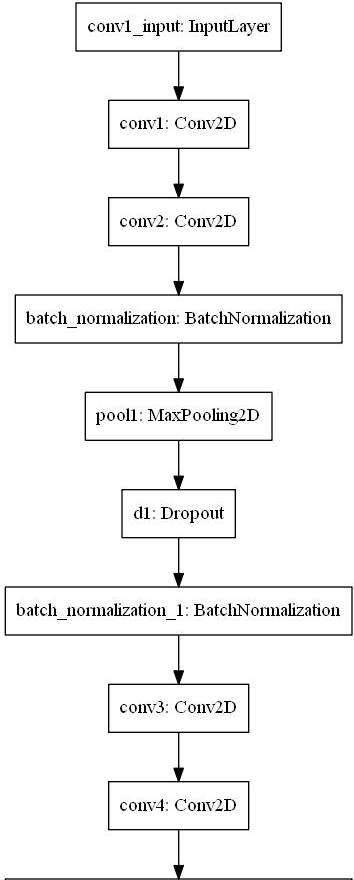 conv1_input: InputLayer
conv1: Conv2D
conv2: Conv2D
batch_normalization: BatchNormalization
pool1: MaxPooling2D
d1: Dropout
batch_normalization_1: BatchNormalization
conv3: Conv2D
conv4: Conv2D